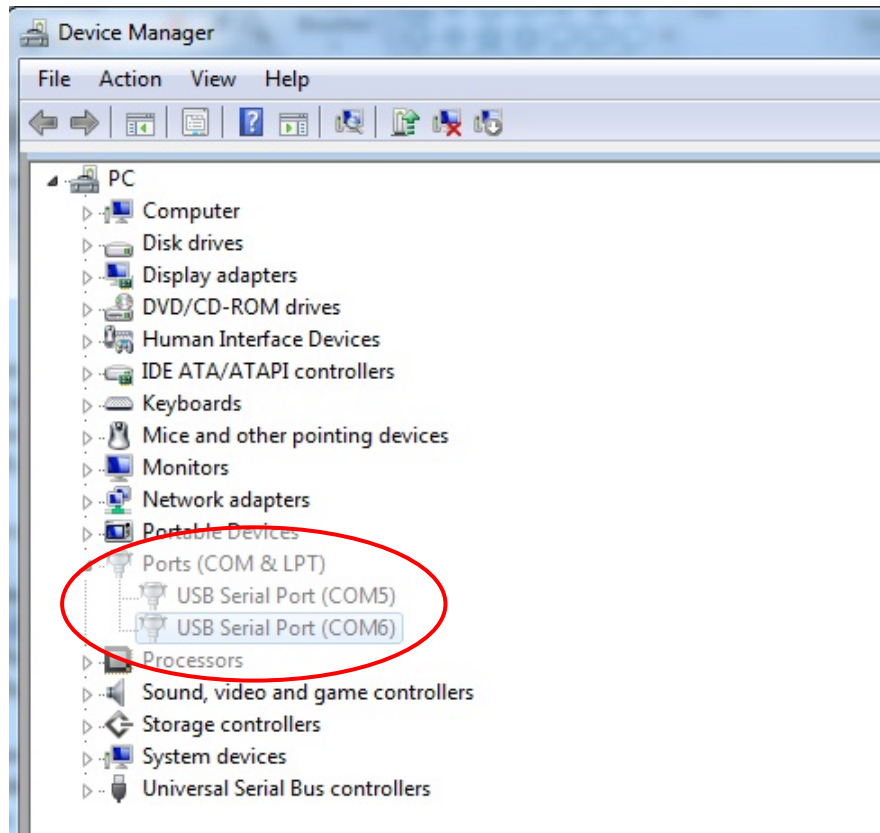 Device Manager
File Action View Help
PC
Computer
Disk drives
Display adapters
DVD/CD-ROM drives
Human Interface Devices
IDE ATA/ATAPI controllers
Keyboards
Mice and other pointing devices
Monitors
Network adapters
Portable Devices
Ports (COM & LPT)
USB Serial Port (COM5)
USB Serial Port (COM6)
Processors
Sound, video and game controllers
Storage controllers
System devices
Universal Serial Bus controllers